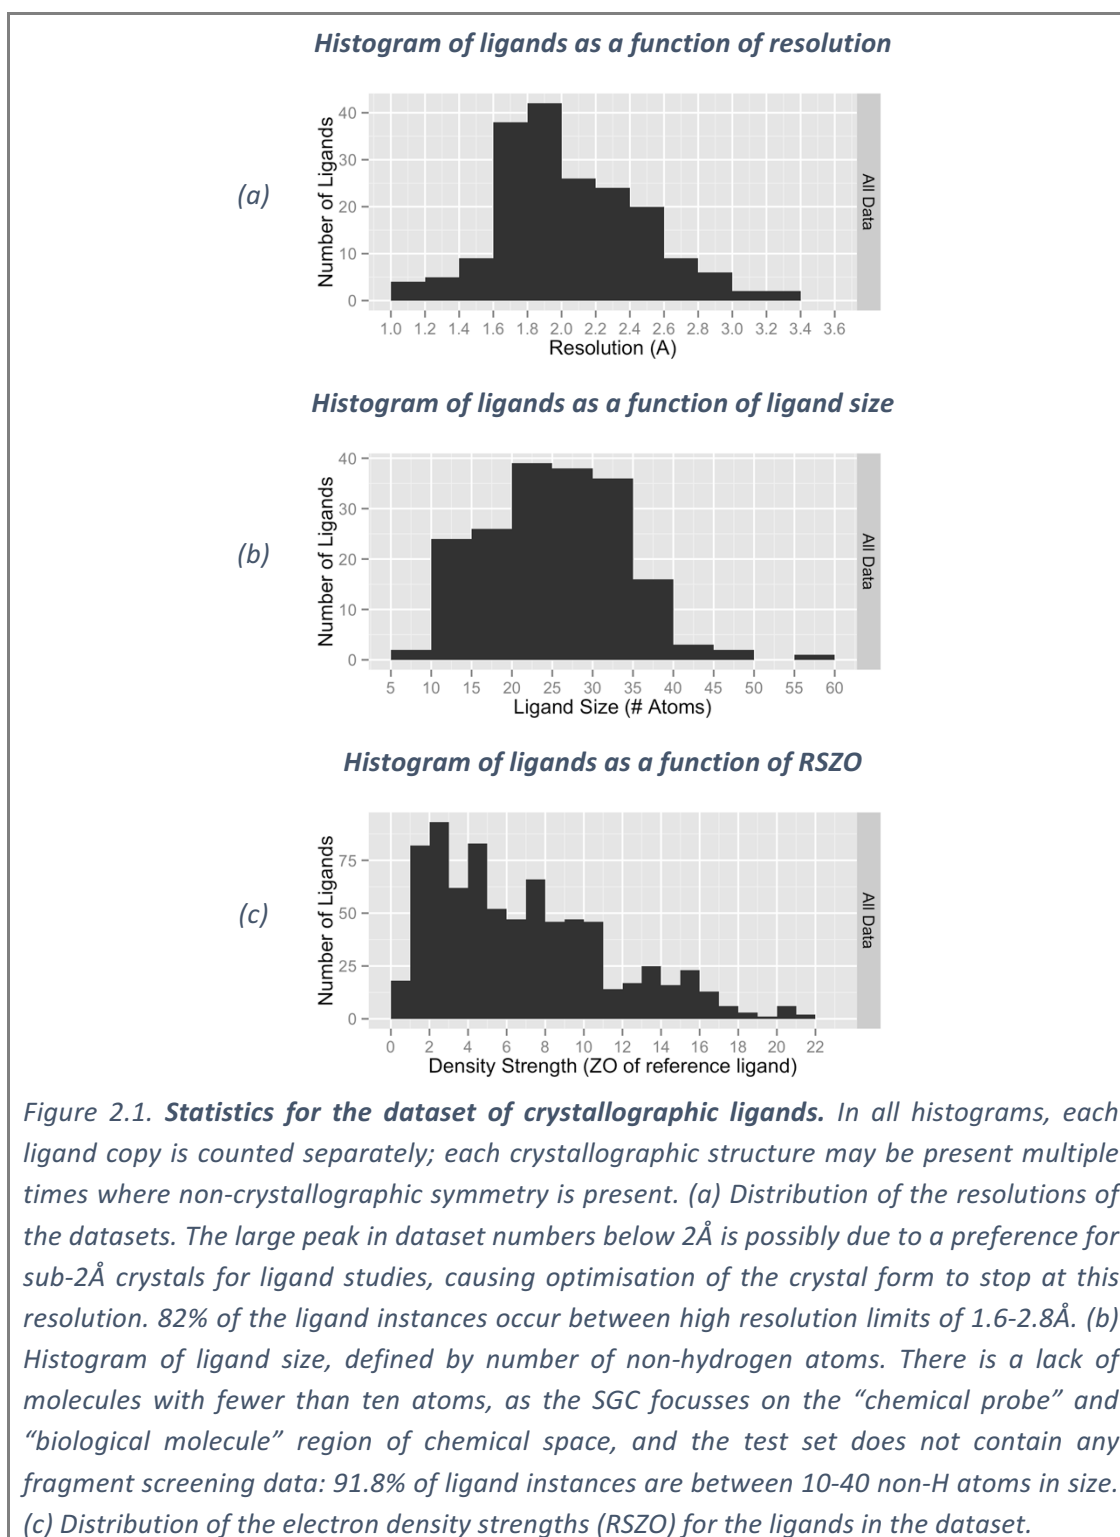 Histogram of ligands as a function of resolution
(a)
Number of Ligands
40
30
20
10
0
All Data
1.0 1.2 1.4 1.6 1.8 2.0 2.2 2.4 2.6 2.8 3.0 3.2 3.4 3.6
Resolution (A)
Histogram of ligands as a function of ligand size
(b)
Number of Ligands
40
30
20
10
0
All Data
5 10 15 20 25 30 35 40 45 50 55 60
Ligand Size (# Atoms)
Histogram of ligands as a function of RSZO
(c)
Number of Ligands
75
50
25
0
All Data
0 2 4 6 8 10 12 14 16 18 20 22
Density Strength (ZO of reference ligand)
Figure 2.1. Statistics for the dataset of crystallographic ligands. In all histograms, each
ligand copy is counted separately; each crystallographic structure may be present multiple
times where non-crystallographic symmetry is present. (a) Distribution of the resolutions of
the datasets. The large peak in dataset numbers below 2Å is possibly due to a preference for
sub-2Å crystals for ligand studies, causing optimisation of the crystal form to stop at this
resolution. 82% of the ligand instances occur between high resolution limits of 1.6-2.8Å. (b)
Histogram of ligand size, defined by number of non-hydrogen atoms. There is a lack of
molecules with fewer than ten atoms, as the SGC focusses on the “chemical probe” and
“biological molecule” region of chemical space, and the test set does not contain any
fragment screening data: 91.8% of ligand instances are between 10-40 non-H atoms in size.
(c) Distribution of the electron density strengths (RSZO) for the ligands in the dataset.